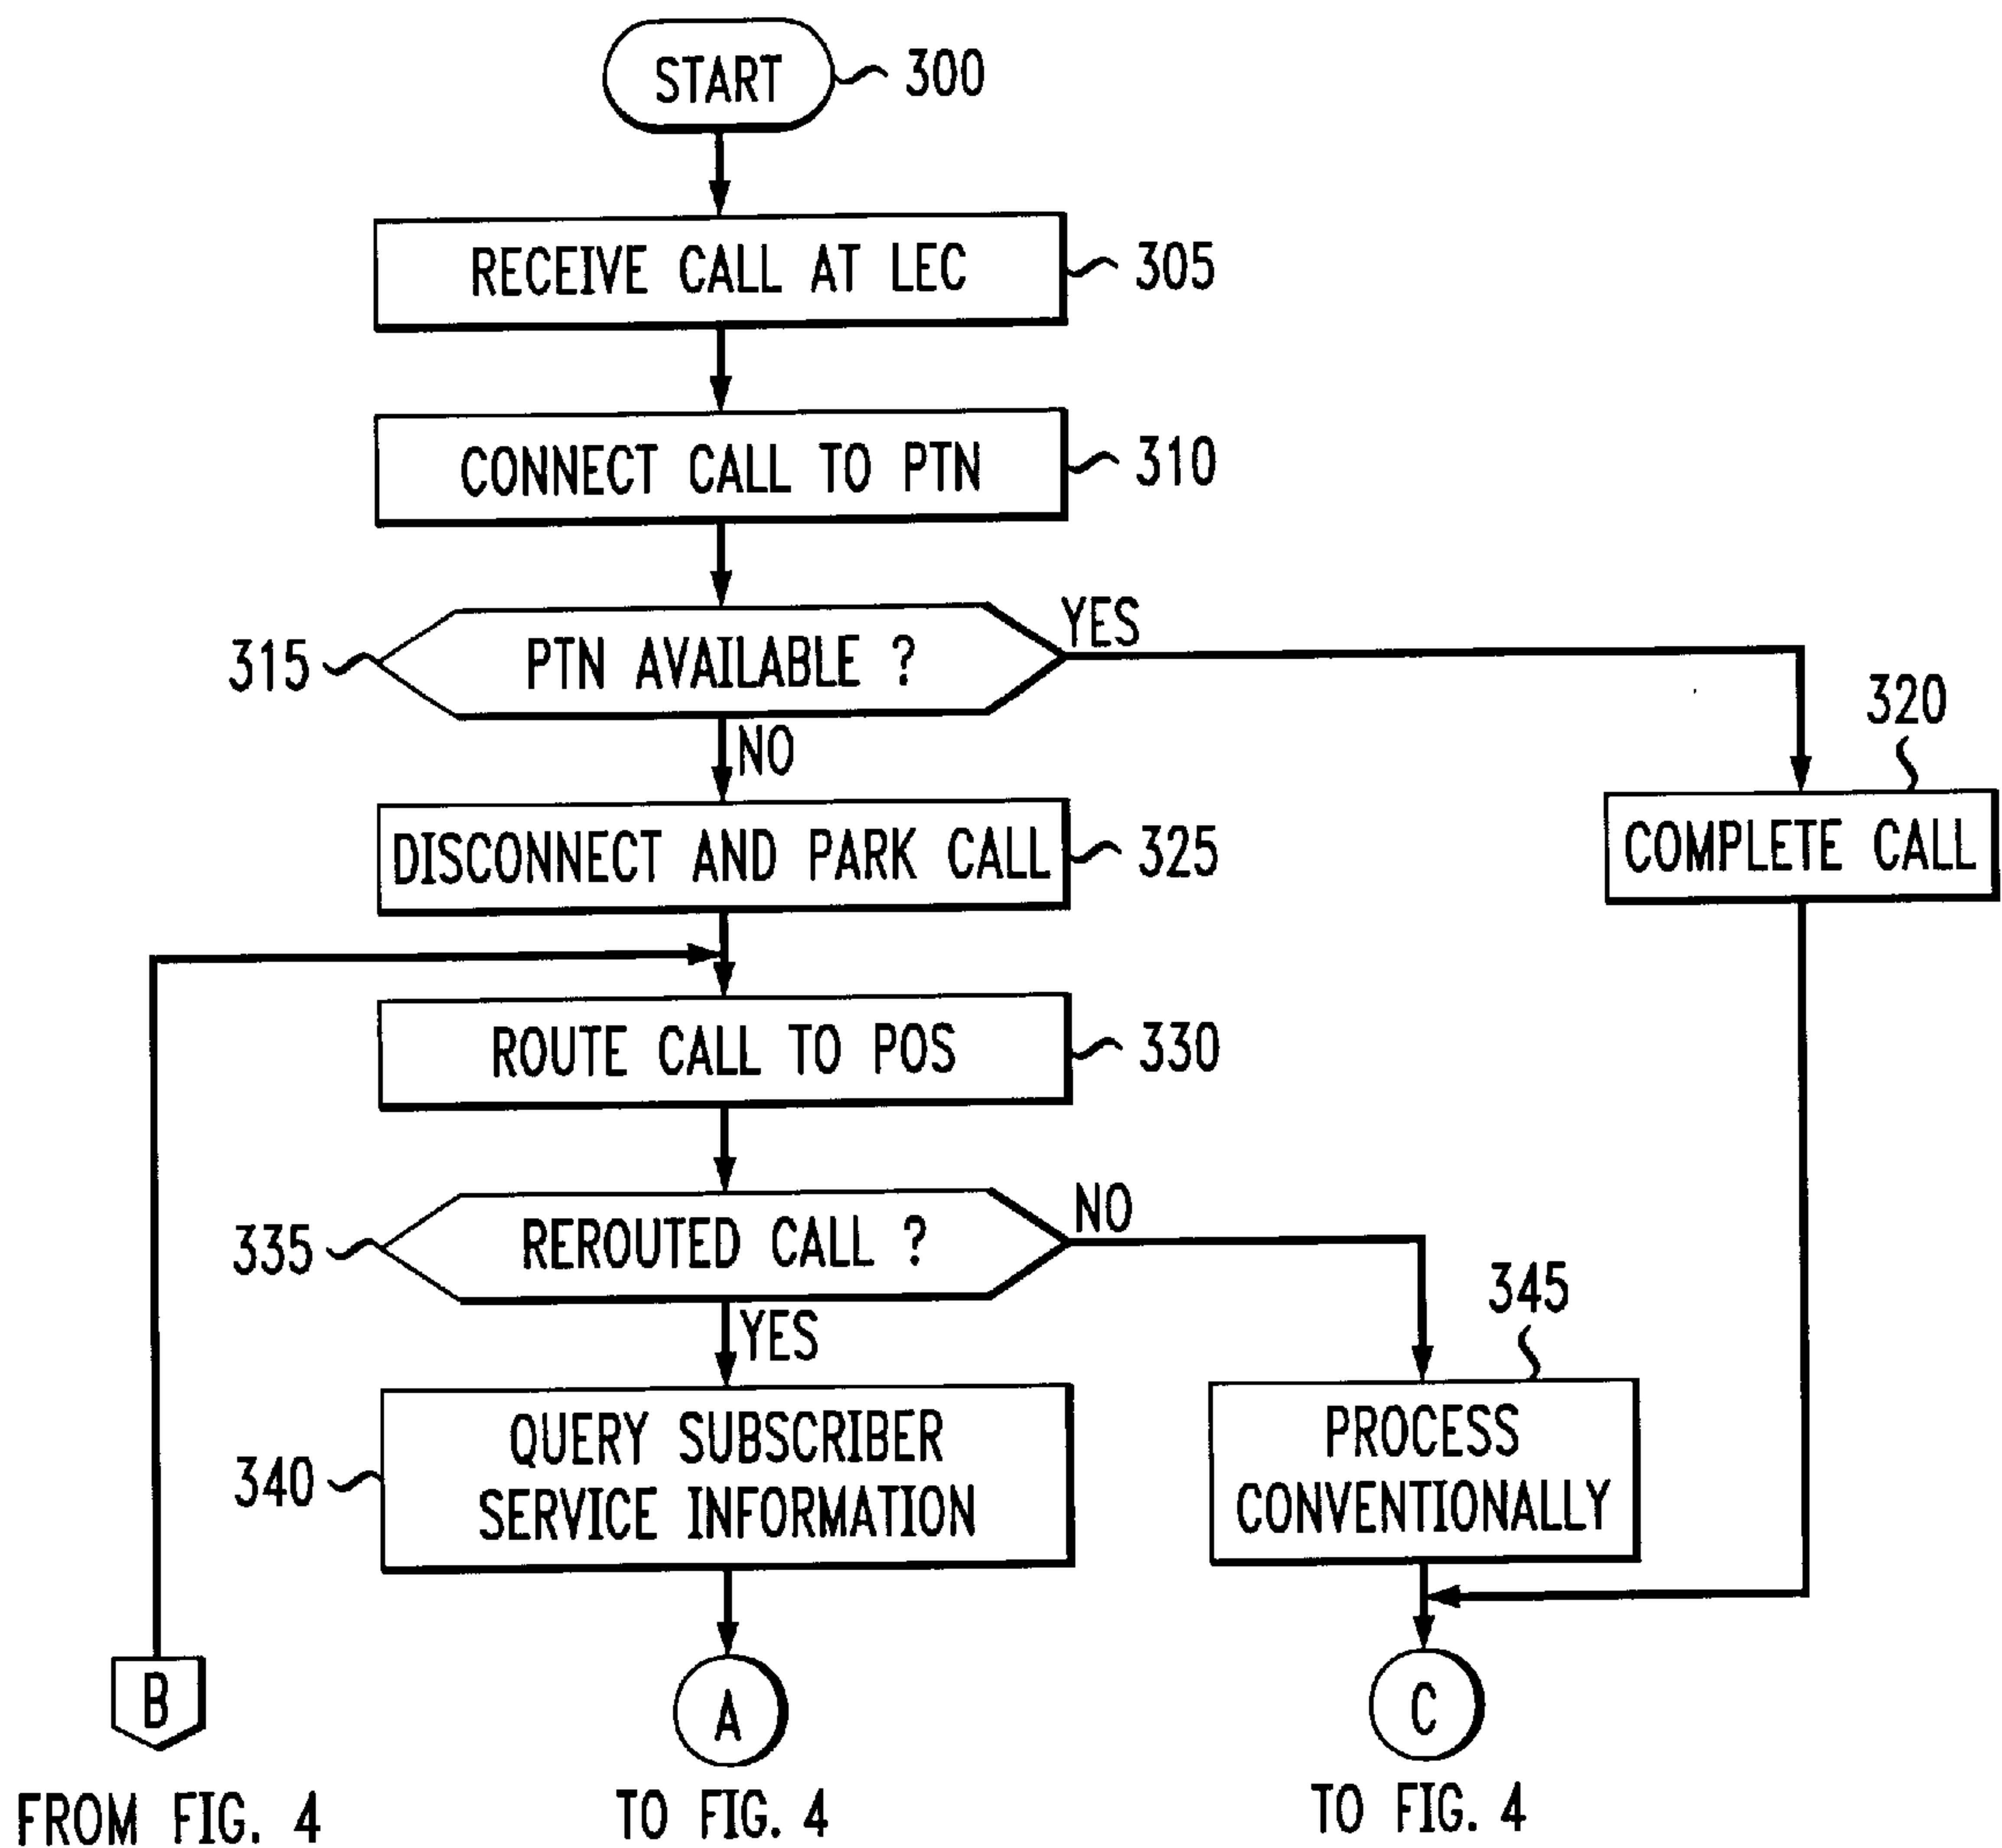 START
300
RECEIVE CALL AT LEC
305
CONNECT CALL TO PTN
310
315
PTN AVAILABLE ?
YES
NO
320
COMPLETE CALL
DISCONNECT AND PARK CALL
325
ROUTE CALL TO POS
330
335
REROUTED CALL ?
NO
YES
345
340
QUERY SUBSCRIBER
SERVICE INFORMATION
PROCESS
CONVENTIONALLY
B
A
C
FROM FIG. 4
TO FIG. 4
TO FIG. 4